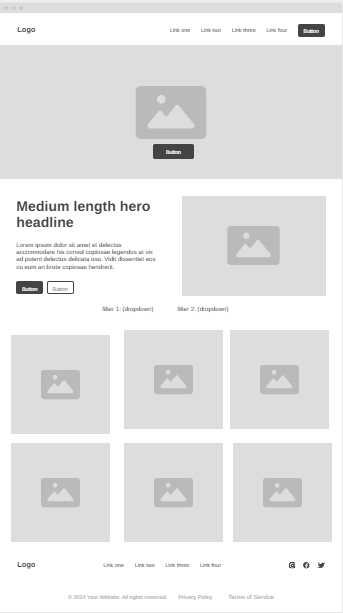 Logo
Link one
Link two
Link three
Link four
Button
Button
Medium length hero
headline
Lorem ipsum dolor sit amet et delectus
accommodare his consul copiosae legendos at vix
ad putent delectus delicata usu. Vidit dissentiet eos
cu eum an brute copiosae hendrerit.
Button
Button
filter 1: (dropdown)
filter 2: (dropdown)
Logo
Link one
Link two
Link three
Link four
© 2024 Your Website. All rights reserved.
Privacy Policy
Terms of Service